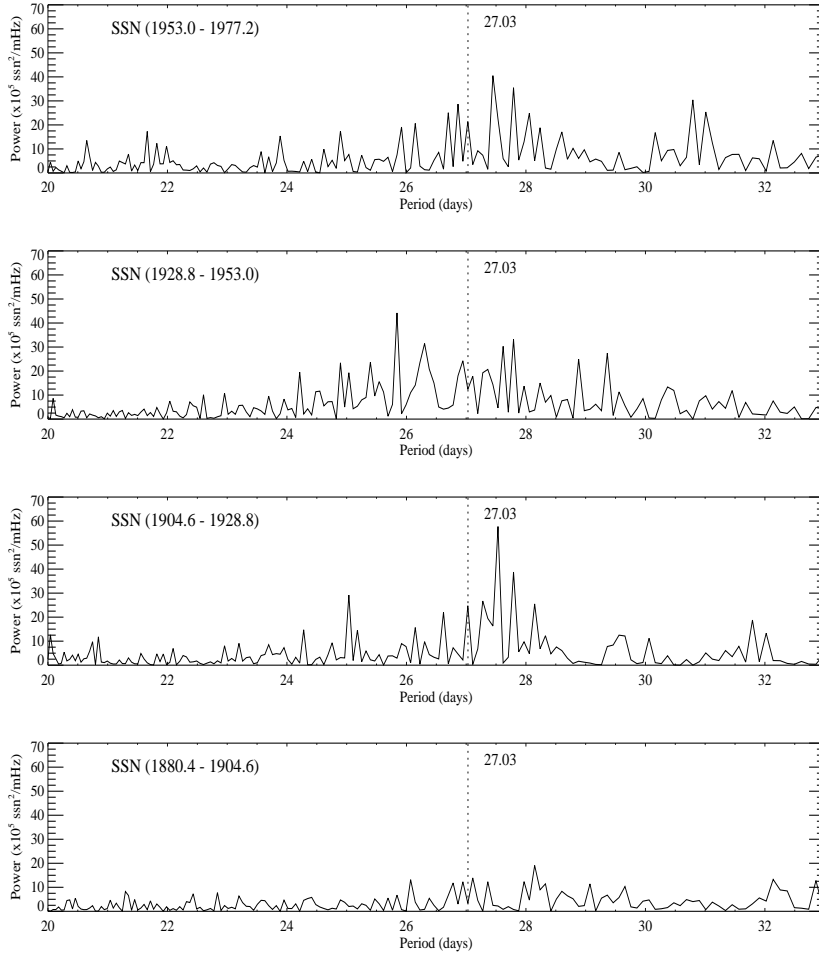 70
60
50
40
30
20
10
0
Power (x10⁵ ssn²/mHz)
SSN (1953.0 - 1977.2)
27.03
20 22 24 26 28 30 32
Period (days)
70
60
50
40
30
20
10
0
Power (x10⁵ ssn²/mHz)
SSN (1928.8 - 1953.0)
27.03
20 22 24 26 28 30 32
Period (days)
70
60
50
40
30
20
10
0
Power (x10⁵ ssn²/mHz)
SSN (1904.6 - 1928.8)
27.03
20 22 24 26 28 30 32
Period (days)
70
60
50
40
30
20
10
0
Power (x10⁵ ssn²/mHz)
SSN (1880.4 - 1904.6)
27.03
20 22 24 26 28 30 32
Period (days)